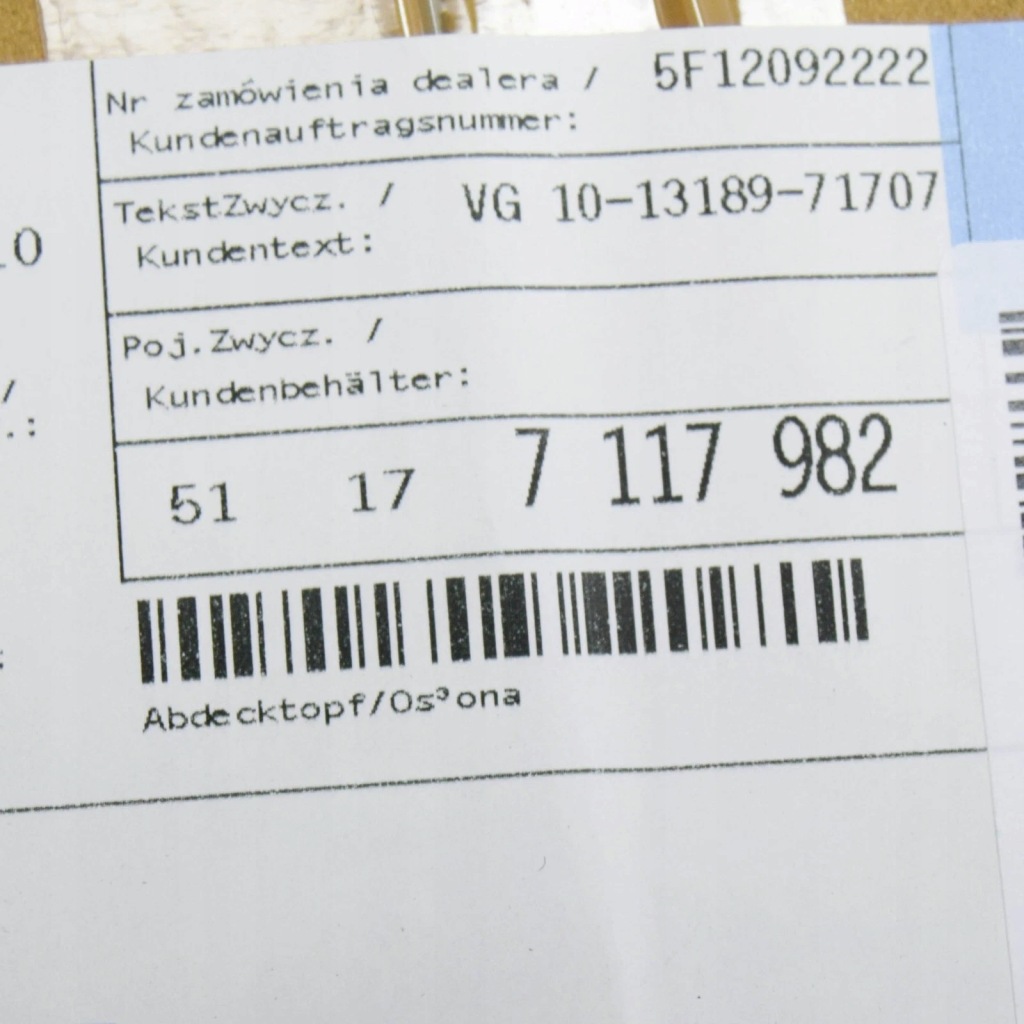 Nr zamówienia dealera / 5F12092222
Kundenauftragsnummer:
TekstZwycz. / VG 10-13189-71707
Kundentext:
Poj.Zwycz. /
Kundenbehälter:
51 17 7 117 982
Abdecktopf/Os³ona